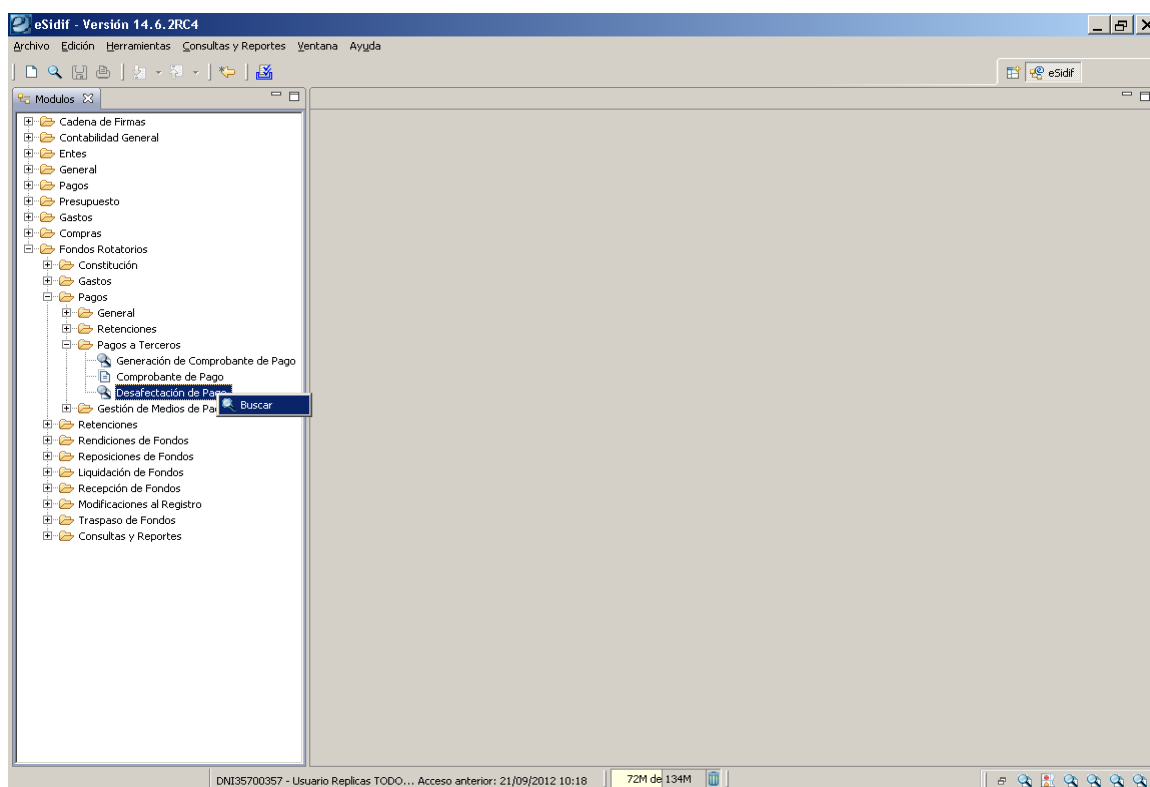 eSidif - Versión 14.6.2RC4
Archivo Edición Herramientas Consultas y Reportes Ventana Ayuda
eSidif
Modulos
Cadena de Firmas
Contabilidad General
Entes
General
Pagos
Presupuesto
Gastos
Compras
Fondos Rotatorios
Constitución
Gastos
Pagos
General
Retenciones
Pagos a Terceros
Generación de Comprobante de Pago
Comprobante de Pago
Desafectación de Pago
Buscar
Gestión de Medios de Pa
Retenciones
Rendiciones de Fondos
Reposiciones de Fondos
Liquidación de Fondos
Recepción de Fondos
Modificaciones al Registro
Traspaso de Fondos
Consultas y Reportes
DNI35700357 - Usuario Replicas TODO... Acceso anterior: 21/09/2012 10:18 72M de 134M